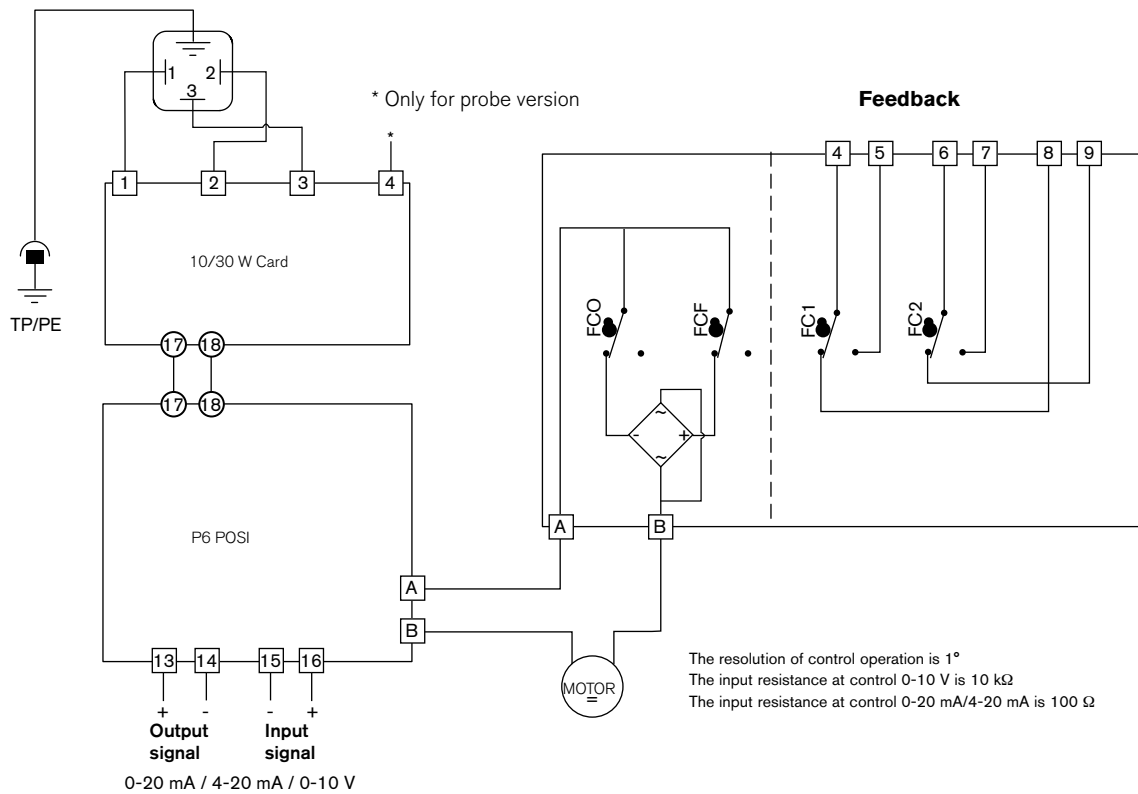 1 2
3
* Only for probe version
*
Feedback
1 2 3 4
10/30 W Card
TP/PE
17 18
17 18
P6 POSI
A
B
13 14 15 16
+ - - +
Output
signal
Input
signal
0-20 mA / 4-20 mA / 0-10 V
4 5 6 7 8 9
FCO FCF FC1 FC2
~
- +
~
A B
MOTOR
=
The resolution of control operation is 1°
The input resistance at control 0-10 V is 10 kΩ
The input resistance at control 0-20 mA/4-20 mA is 100 Ω